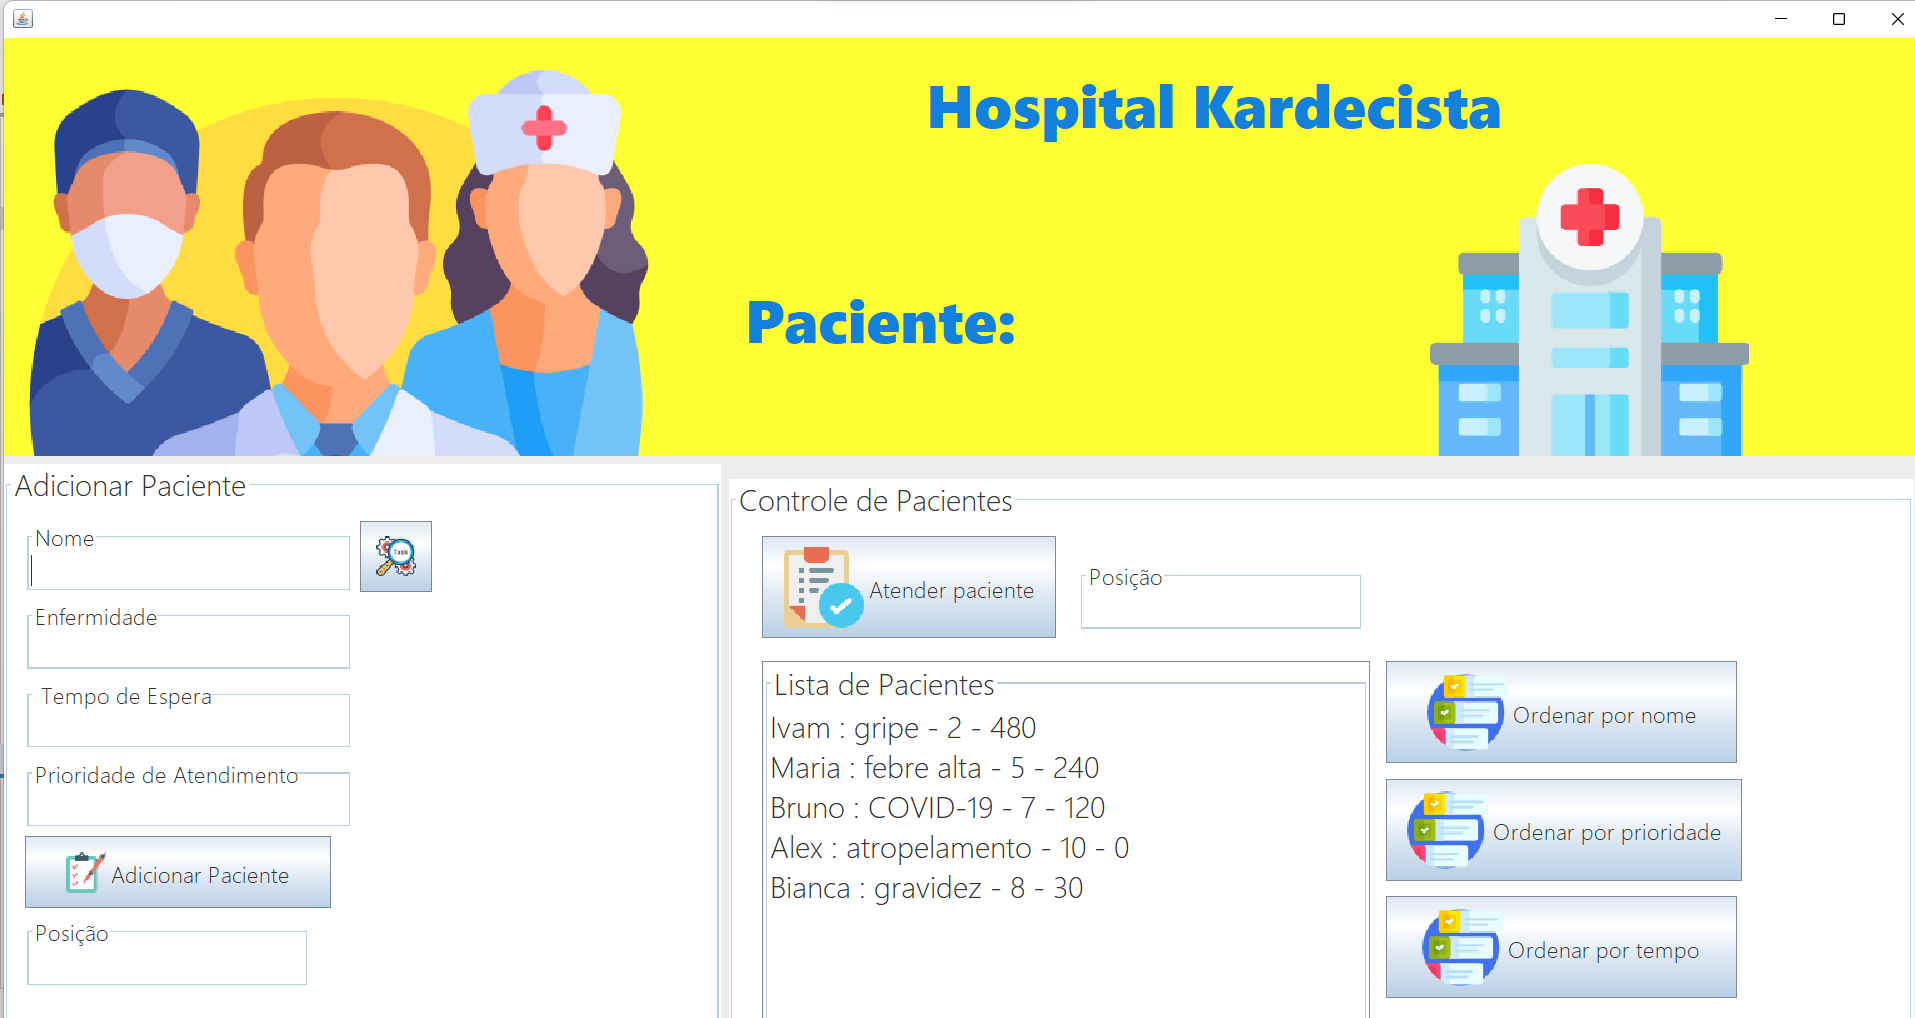 Hospital Kardecista
Paciente:
Adicionar Paciente
Nome
Task
Enfermidade
Tempo de Espera
Prioridade de Atendimento
Adicionar Paciente
Posição
Controle de Pacientes
Atender paciente
Posição
Lista de Pacientes
Ivam : gripe - 2 - 480
Maria : febre alta - 5 - 240
Bruno : COVID-19 - 7 - 120
Alex : atropelamento - 10 - 0
Bianca : gravidez - 8 - 30
Ordenar por nome
Ordenar por prioridade
Ordenar por tempo